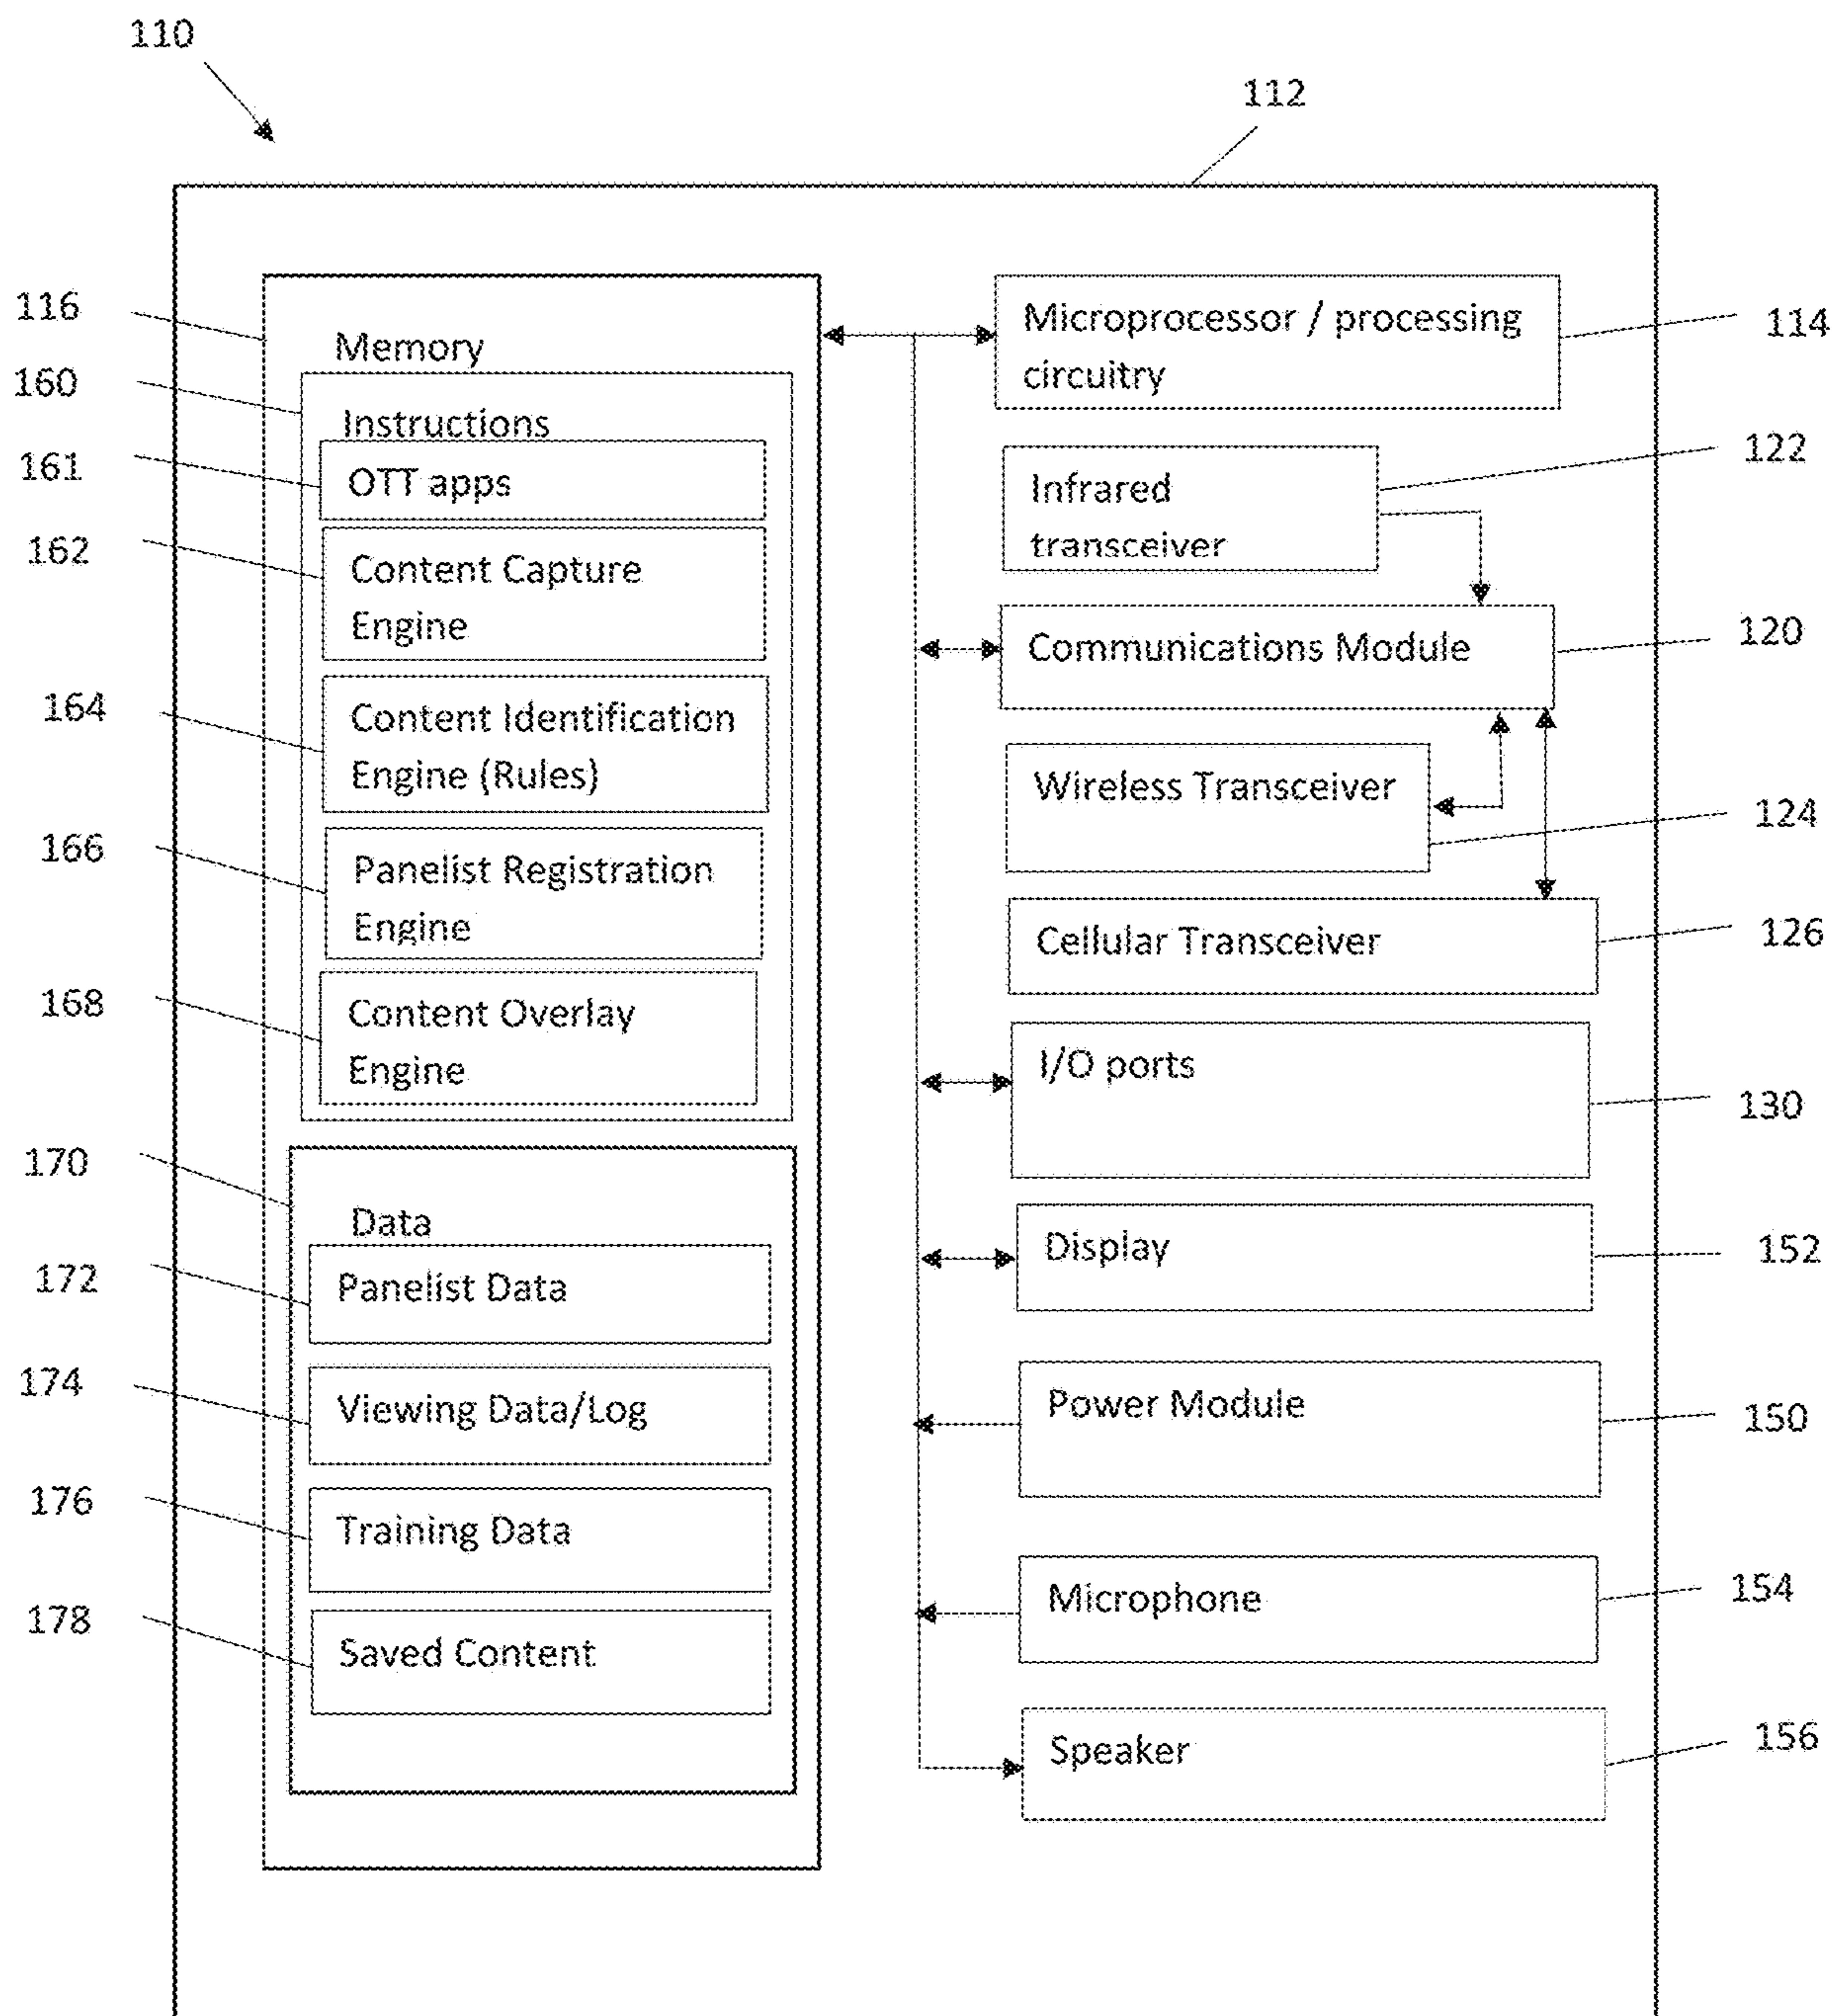 110
112
116
Memory
160
Instructions
161
OTT apps
162
Content Capture
Engine
164
Content Identification
Engine (Rules)
166
Panelist Registration
Engine
168
Content Overlay
Engine
170
Data
172
Panelist Data
174
Viewing Data/Log
176
Training Data
178
Saved Content
Microprocessor / processing
circuitry
114
Infrared
transceiver
122
Communications Module
120
Wireless Transceiver
124
Cellular Transceiver
126
I/O ports
130
Display
152
Power Module
150
Microphone
154
Speaker
156